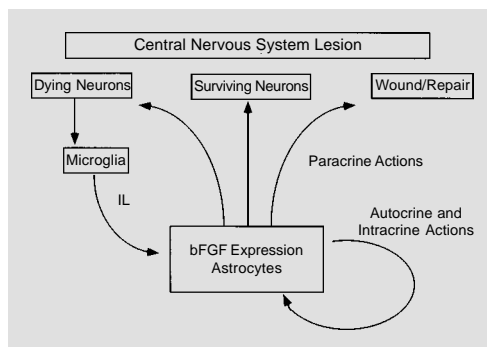 Central Nervous System Lesion
Dying Neurons
Surviving Neurons
Wound/Repair
Microglia
Paracrine Actions
IL
Autocrine and
Intracrine Actions
bFGF Expression
Astrocytes